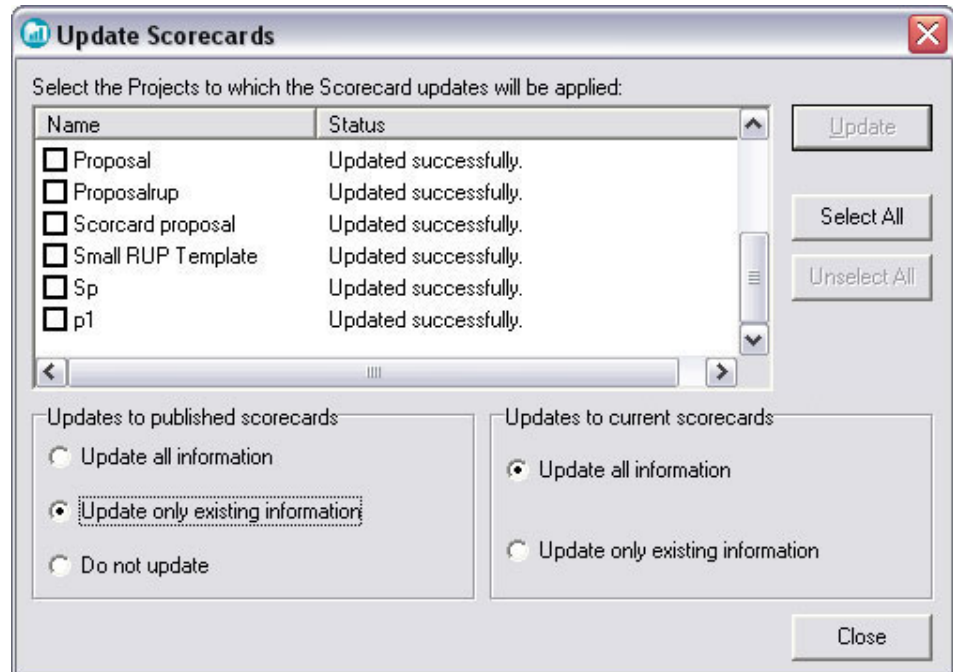 Update Scorecards
Select the Projects to which the Scorecard updates will be applied:
Name Status
Proposal Updated successfully.
Proposalrup Updated successfully.
Scorcard proposal Updated successfully.
Small RUP Template Updated successfully.
Sp Updated successfully.
p1 Updated successfully.
Update
Select All
Unselect All
Updates to published scorecards
Update all information
Update only existing information
Do not update
Updates to current scorecards
Update all information
Update only existing information
Close